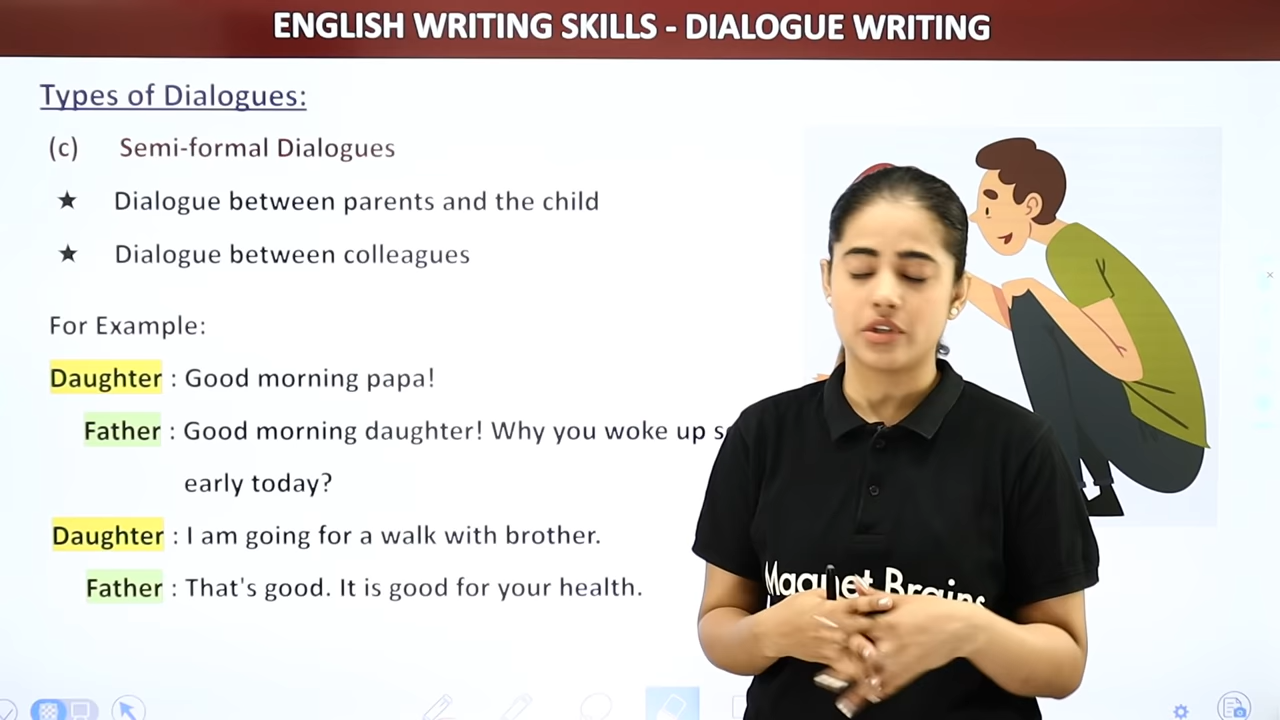 ENGLISH WRITING SKILLS - DIALOGUE WRITING
Types of Dialogues:
(c) Semi-formal Dialogues
★ Dialogue between parents and the child
★ Dialogue between colleagues
For Example:
Daughter : Good morning papa!
Father : Good morning daughter! Why you woke up
early today?
Daughter : I am going for a walk with brother.
Father : That's good. It is good for your health.
Magnet Brains